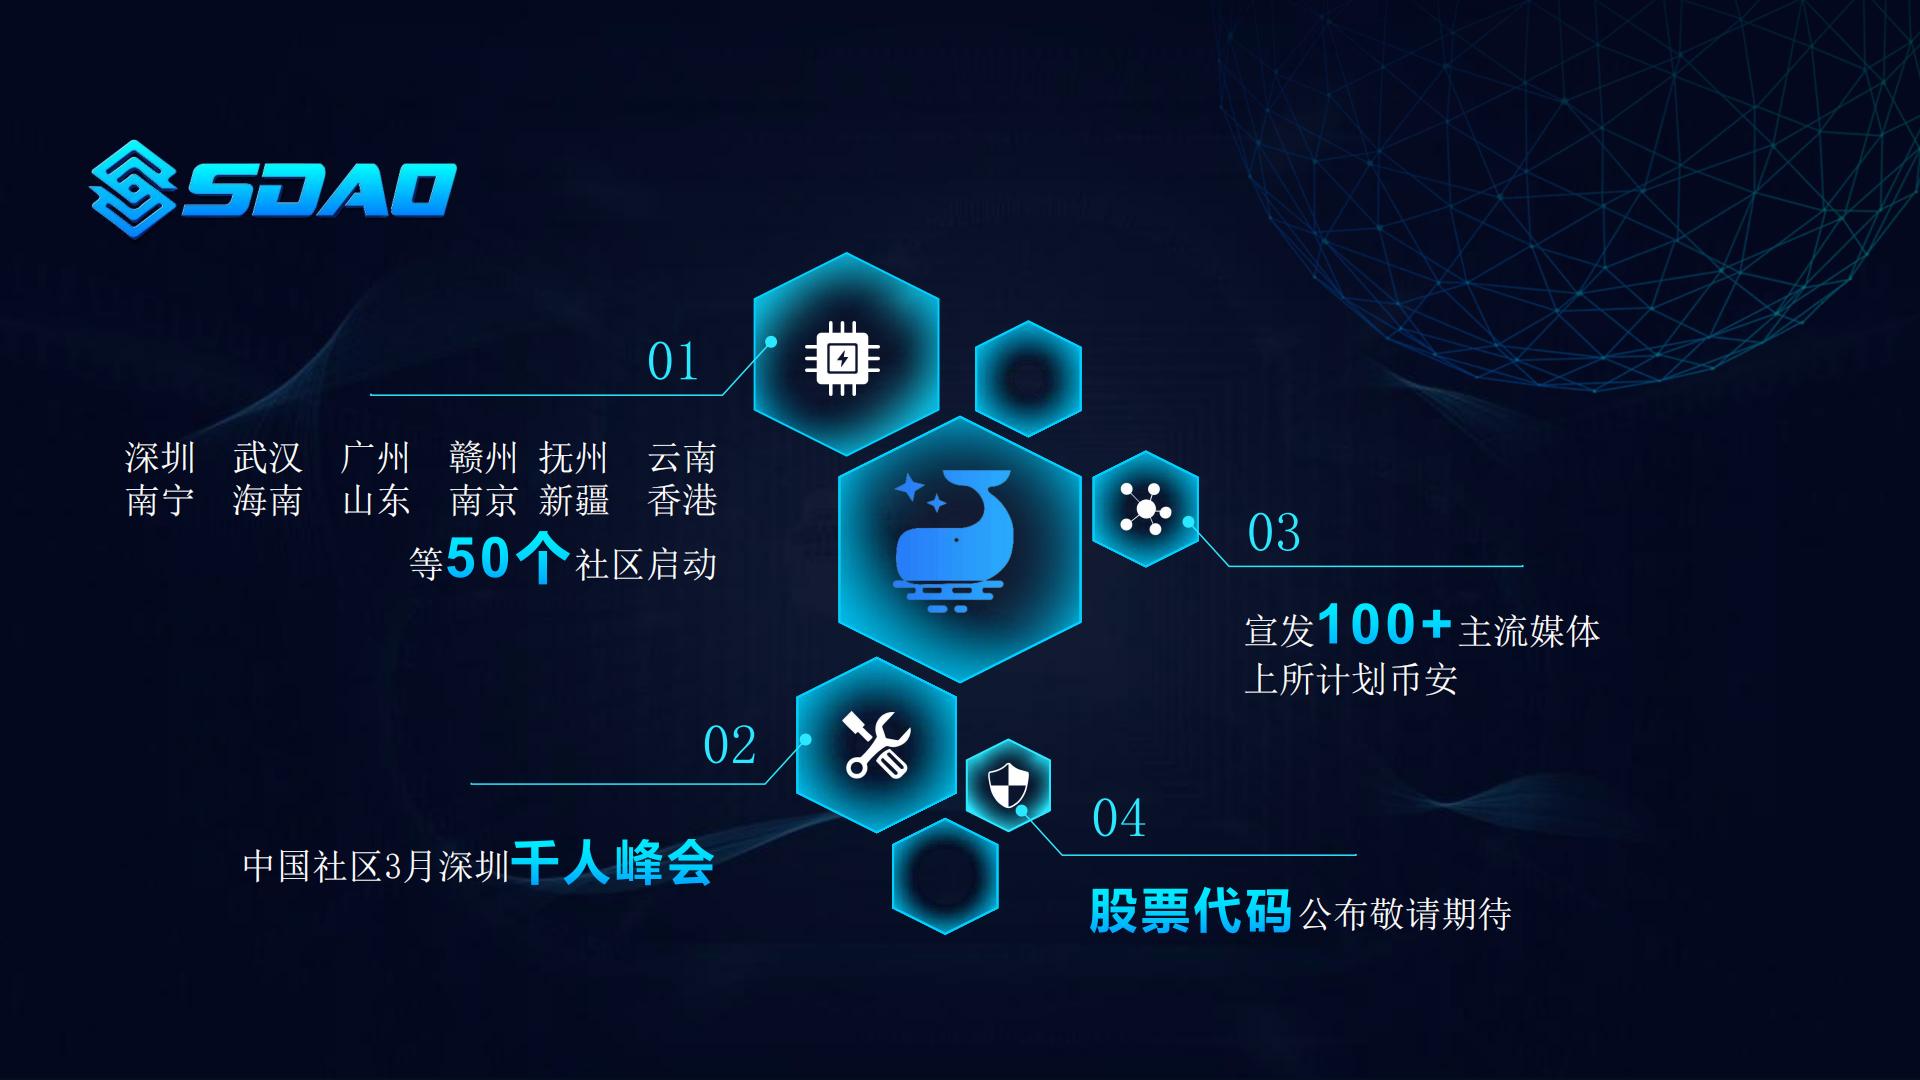 SDAO
01
深圳 武汉 广州 赣州 抚州 云南
南宁 海南 山东 南京 新疆 香港
等50个社区启动
02
中国社区3月深圳千人峰会
03
宣发100+主流媒体
上所计划币安
04
股票代码公布敬请期待